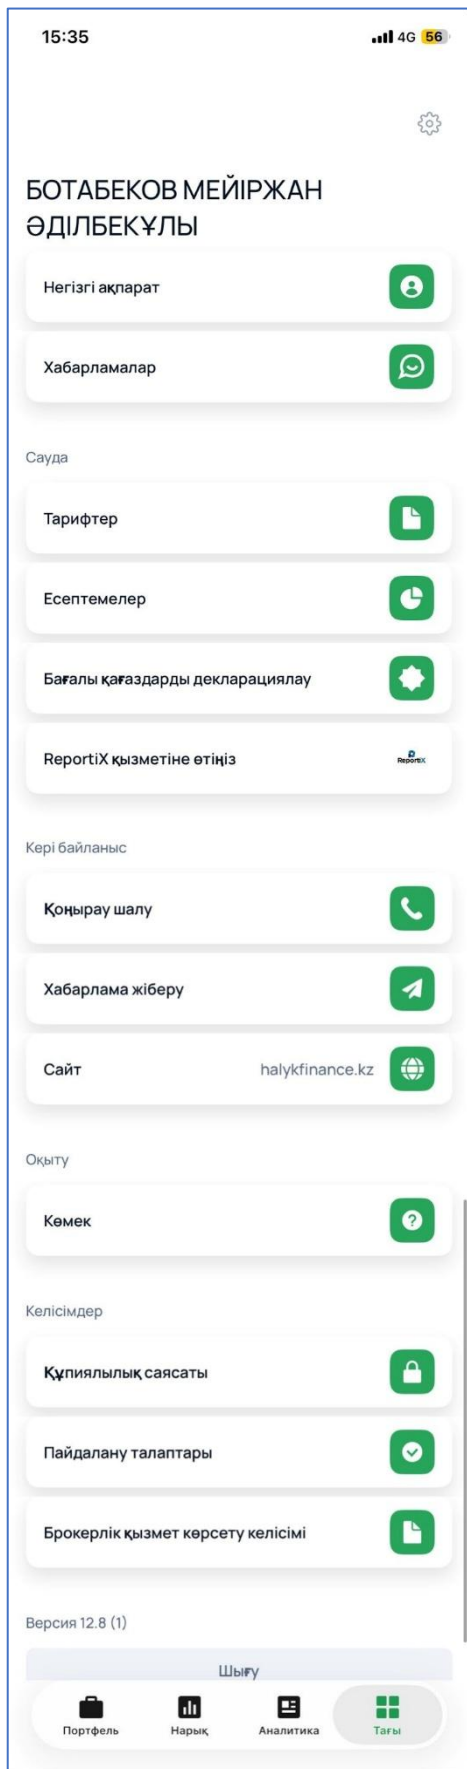 15:35 4G 56
БОТАБЕКОВ МЕЙІРЖАН
ӘДІЛБЕКҰЛЫ
Негізгі ақпарат
Хабарламалар
Сауда
Тарифтер
Есептемелер
Бағалы қағаздарды декларациялау
ReportiX қызметіне өтіңіз ReportiX
Кері байланыс
Қоңырау шалу
Хабарлама жіберу
Сайт halykfinance.kz
Оқыту
Көмек
Келісімдер
Құпиялылық саясаты
Пайдалану талаптары
Брокерлік қызмет көрсету келісімі
Версия 12.8 (1)
Шығу
Портфель Нарық Аналитика Тағы